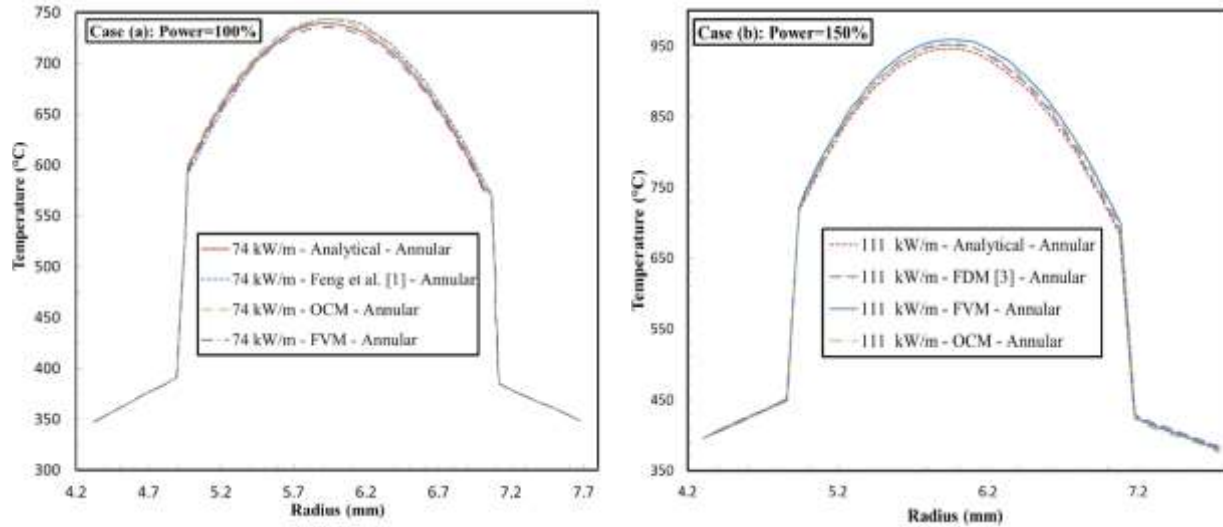 Case (a): Power=100%
Temperature (°C)
750
700
650
600
550
500
450
400
350
300
74 kW/m - Analytical - Annular
74 kW/m - Feng et al. [1] - Annular
74 kW/m - OCM - Annular
74 kW/m - FVM - Annular
4.2 4.7 5.2 5.7 6.2 6.7 7.2 7.7
Radius (mm)
Case (b): Power=150%
Temperature (°C)
950
850
750
650
550
450
350
111 kW/m - Analytical - Annular
111 kW/m - FDM [3] - Annular
111 kW/m - FVM - Annular
111 kW/m - OCM - Annular
4.2 5.2 6.2 7.2
Radius (mm)